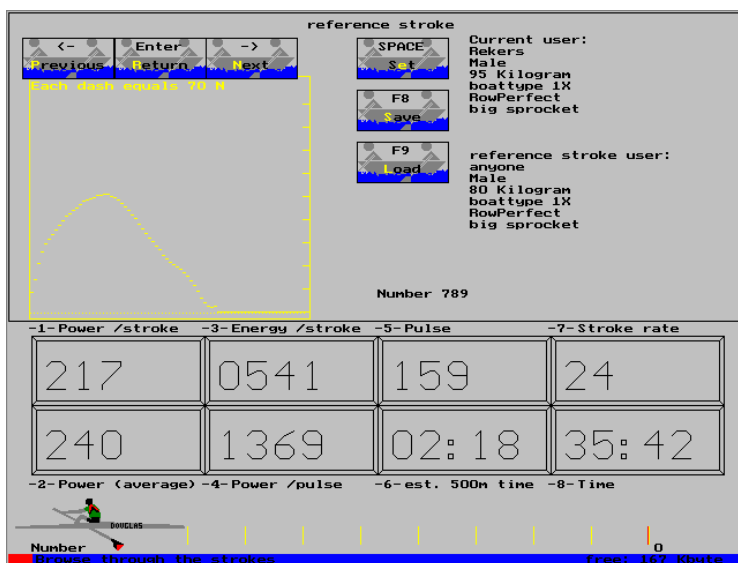 reference stroke
<- Enter ->
Previous Return Next
Each dash equals 70 N
SPACE
Set
F8
Save
F9
Load
Current user:
Rekers
Male
95 Kilogram
boattype 1X
RowPerfect
big sprocket
reference stroke user:
anyone
Male
80 Kilogram
boattype 1X
RowPerfect
big sprocket
Number 789
-1-Power /stroke -3-Energy /stroke -5-Pulse -7-Stroke rate
217 0541 159 24
240 1369 02:18 35:42
-2-Power (average) -4-Power /pulse -6-est. 500m time -8-Time
DOUGLAS
Number 0
Browse through the strokes free: 167 Kbyte